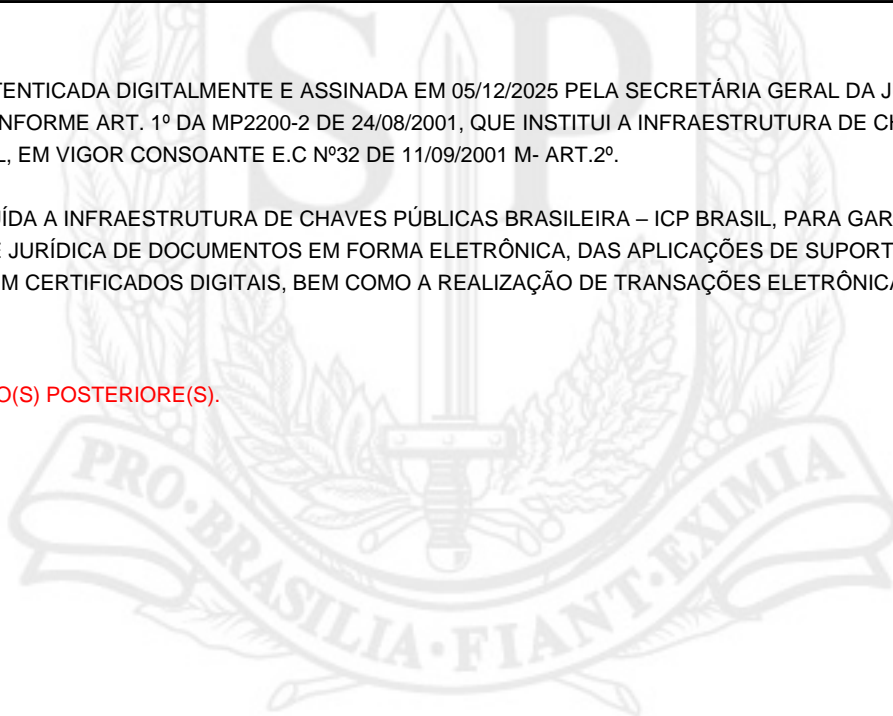 TENTICADA DIGITALMENTE E ASSINADA EM 05/12/2025 PELA SECRETÁRIA GERAL DA J
NFORME ART. 1º DA MP2200-2 DE 24/08/2001, QUE INSTITUI A INFRAESTRUTURA DE CH
L, EM VIGOR CONSOANTE E.C Nº32 DE 11/09/2001 M- ART.2º.
UÍDA A INFRAESTRUTURA DE CHAVES PÚBLICAS BRASILEIRA – ICP BRASIL, PARA GAR
E JURÍDICA DE DOCUMENTOS EM FORMA ELETRÔNICA, DAS APLICAÇÕES DE SUPORT
M CERTIFICADOS DIGITAIS, BEM COMO A REALIZAÇÃO DE TRANSAÇÕES ELETRÔNICA
O(S) POSTERIORE(S).
SP
PRO·BRASILIA·FIANT·EXIMIA